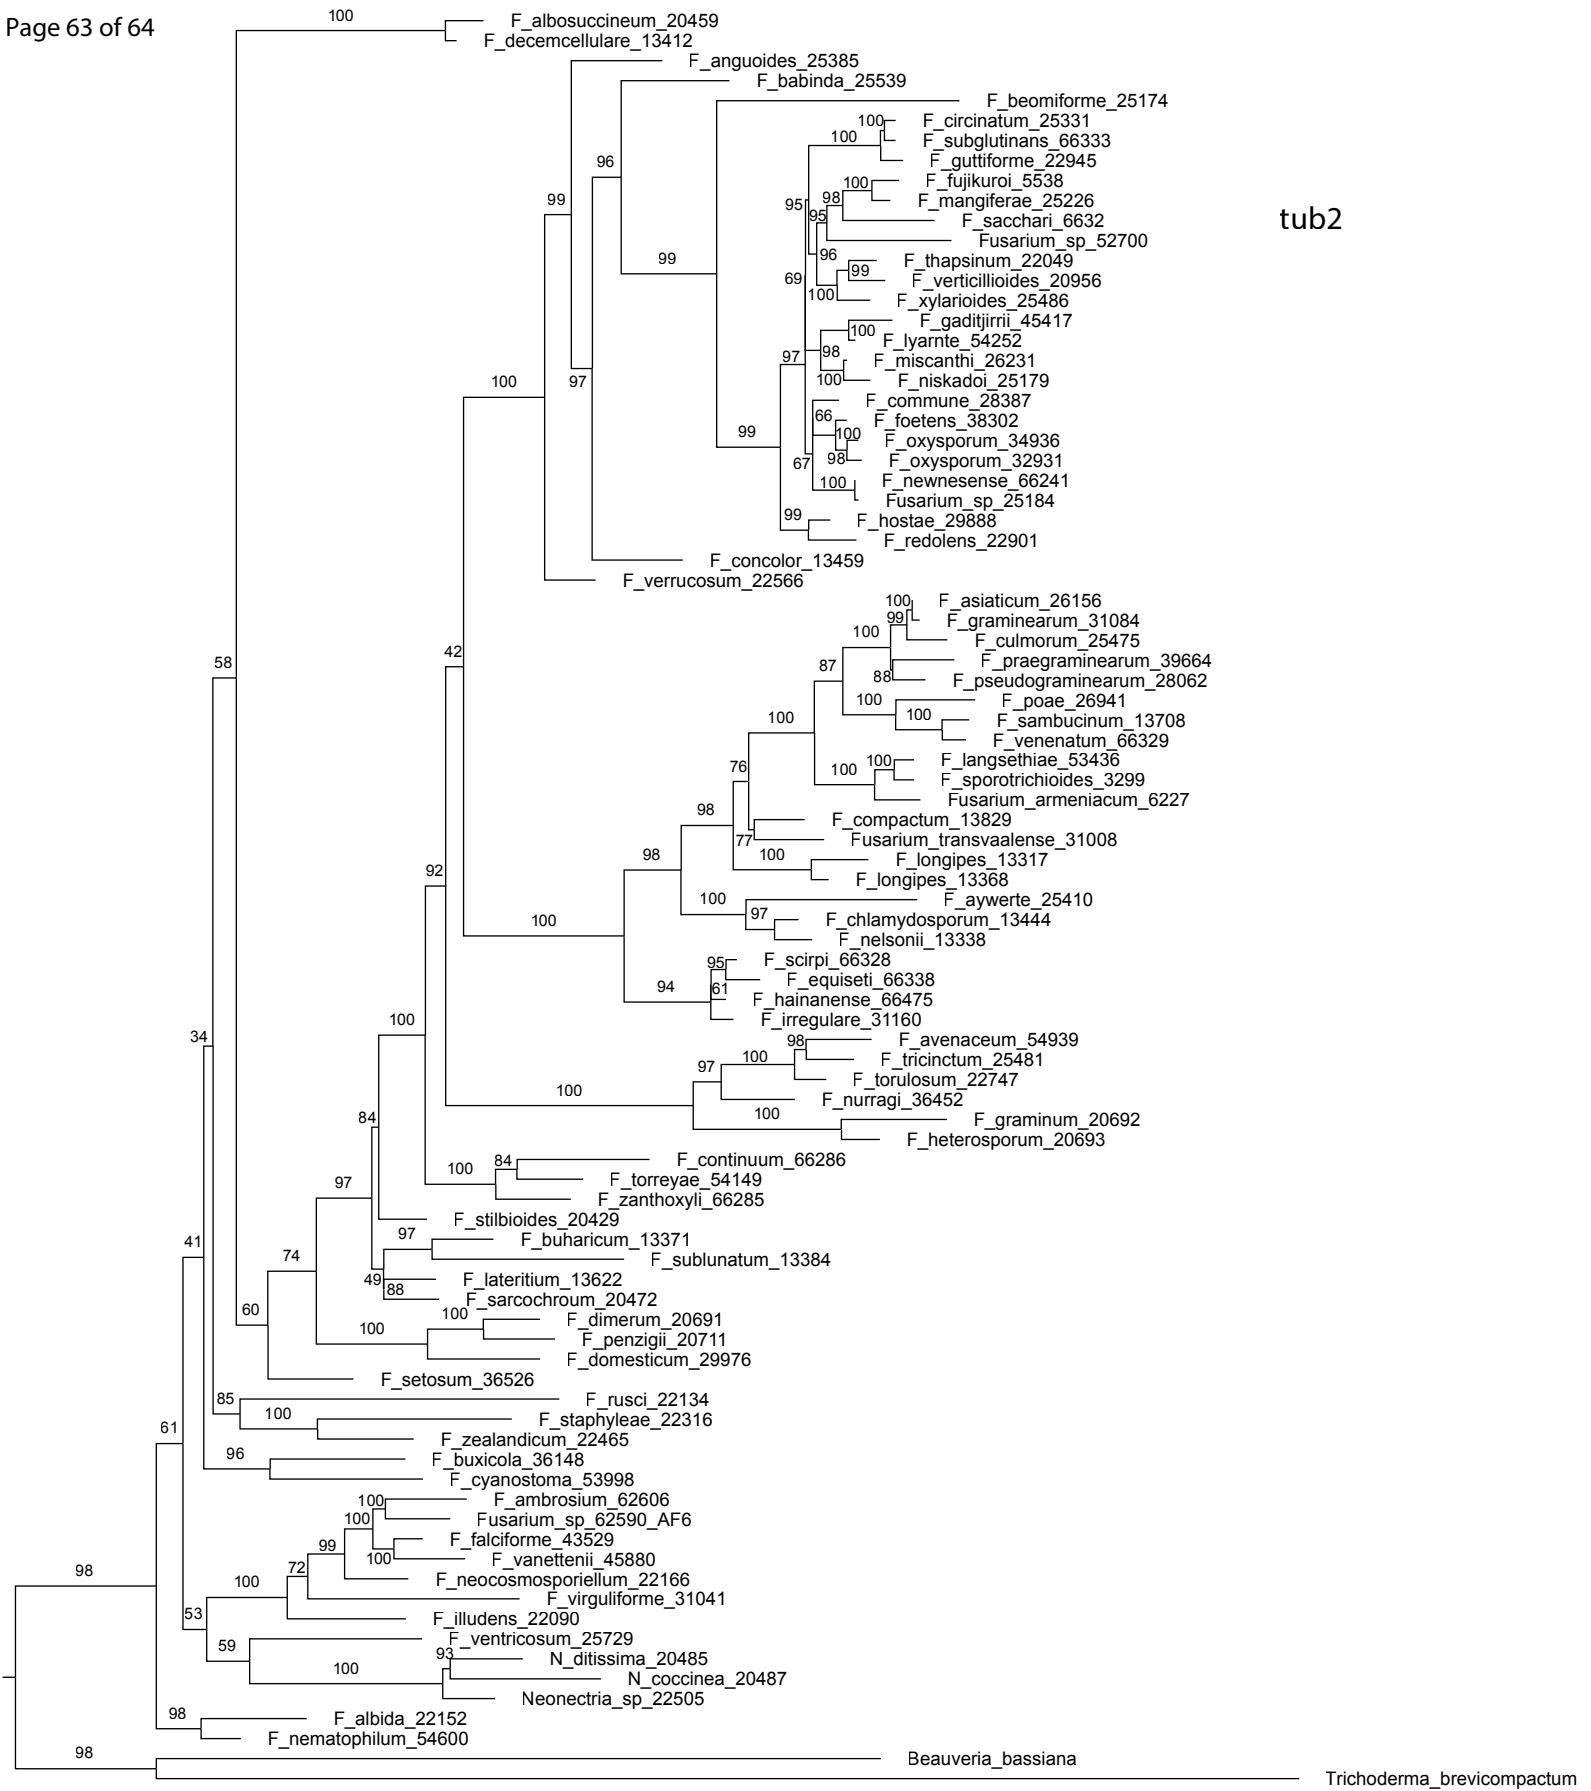 Page 63 of 64
tub2
100
F_albosuccineum_20459
F_decemcellulare_13412
F_anguoides_25385
F_babinda_25539
F_beomiforme_25174
100
F_circinatum_25331
100
F_subglutinans_66333
F_guttiforme_22945
96
100
F_fujikuroi_5538
99
95
98
F_mangiferae_25226
95
F_sacchari_6632
Fusarium_sp_52700
99
96
F_thapsinum_22049
69
99
F_verticillioides_20956
100
F_xylarioides_25486
F_gaditjirrii_45417
100
F_lyarnte_54252
97
98
F_miscanthi_26231
100
97
100
F_niskadoi_25179
F_commune_28387
66
F_foetens_38302
99
100
F_oxysporum_34936
67
98
F_oxysporum_32931
100
F_newnesense_66241
Fusarium_sp_25184
99
F_hostae_29888
F_redolens_22901
F_concolor_13459
F_verrucosum_22566
100
F_asiaticum_26156
99
F_graminearum_31084
100
F_culmorum_25475
42
58
87
F_praegraminearum_39664
88
F_pseudograminearum_28062
100
F_poae_26941
100
100
F_sambucinum_13708
F_venenatum_66329
76
100
100
F_langsethiae_53436
F_sporotrichioides_3299
Fusarium_armeniacum_6227
98
F_compactum_13829
77
Fusarium_transvaalense_31008
92
98
100
F_longipes_13317
F_longipes_13368
100
F_aywerte_25410
100
97
F_chlamydosporum_13444
F_nelsonii_13338
95
F_scirpi_66328
94
61
F_equiseti_66338
F_hainanense_66475
100
F_irregulare_31160
34
98
F_avenaceum_54939
97
100
F_tricinctum_25481
100
F_torulosum_22747
F_nurragi_36452
84
100
F_graminum_20692
F_heterosporum_20693
100
84
F_continuum_66286
97
F_torreyae_54149
F_zanthoxyli_66285
F_stilbioides_20429
41
97
F_buharicum_13371
74
F_sublunatum_13384
49
88
F_lateritium_13622
F_sarcochroum_20472
60
100
100
F_dimerum_20691
F_penzigii_20711
F_domesticum_29976
F_setosum_36526
85
F_rusci_22134
100
F_staphyleae_22316
61
F_zealandicum_22465
96
F_buxicola_36148
F_cyanostoma_53998
100
F_ambrosium_62606
100
Fusarium_sp_62590_AF6
99
F_falciforme_43529
98
72
100
F_vanettenii_45880
100
F_neocosmosporiellum_22166
F_virguliforme_31041
53
F_illudens_22090
59
F_ventricosum_25729
93
N_ditissima_20485
100
N_coccinea_20487
Neonectria_sp_22505
98
F_albida_22152
F_nematophilum_54600
98
Beauveria_bassiana
Trichoderma_brevicompactum